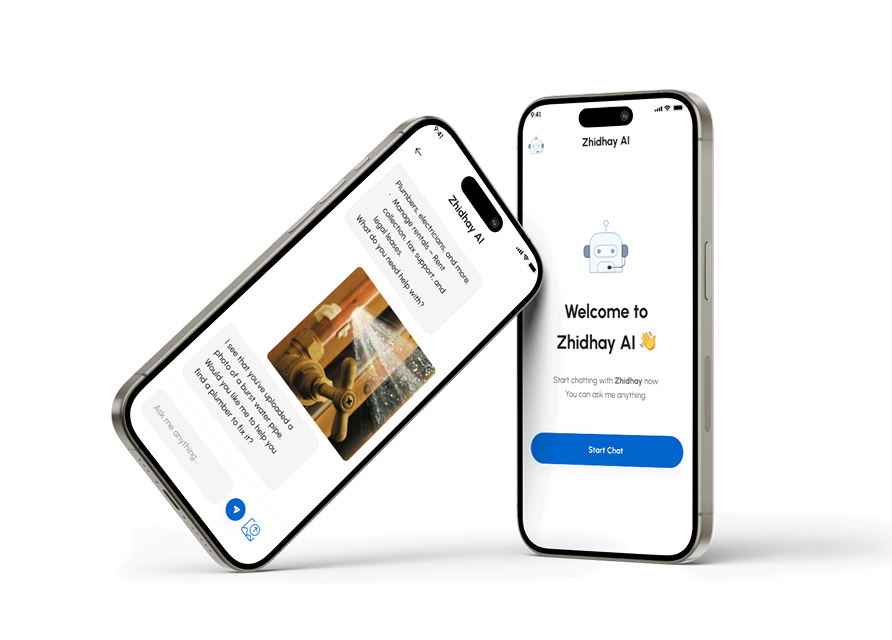 9:41
Zhidhay AI
Plumbers, electricians, and more.
• Manage rentals – Rent
collection, tax support, and
legal leases.
What do you need help with?
I see that you've uploaded a
photo of a burst water pipe.
Would you like me to help you
find a plumber to fix it?
Ask me anything...
9:41
Zhidhay AI
Welcome to
Zhidhay AI 👋
Start chatting with Zhidhay now.
You can ask me anything.
Start Chat